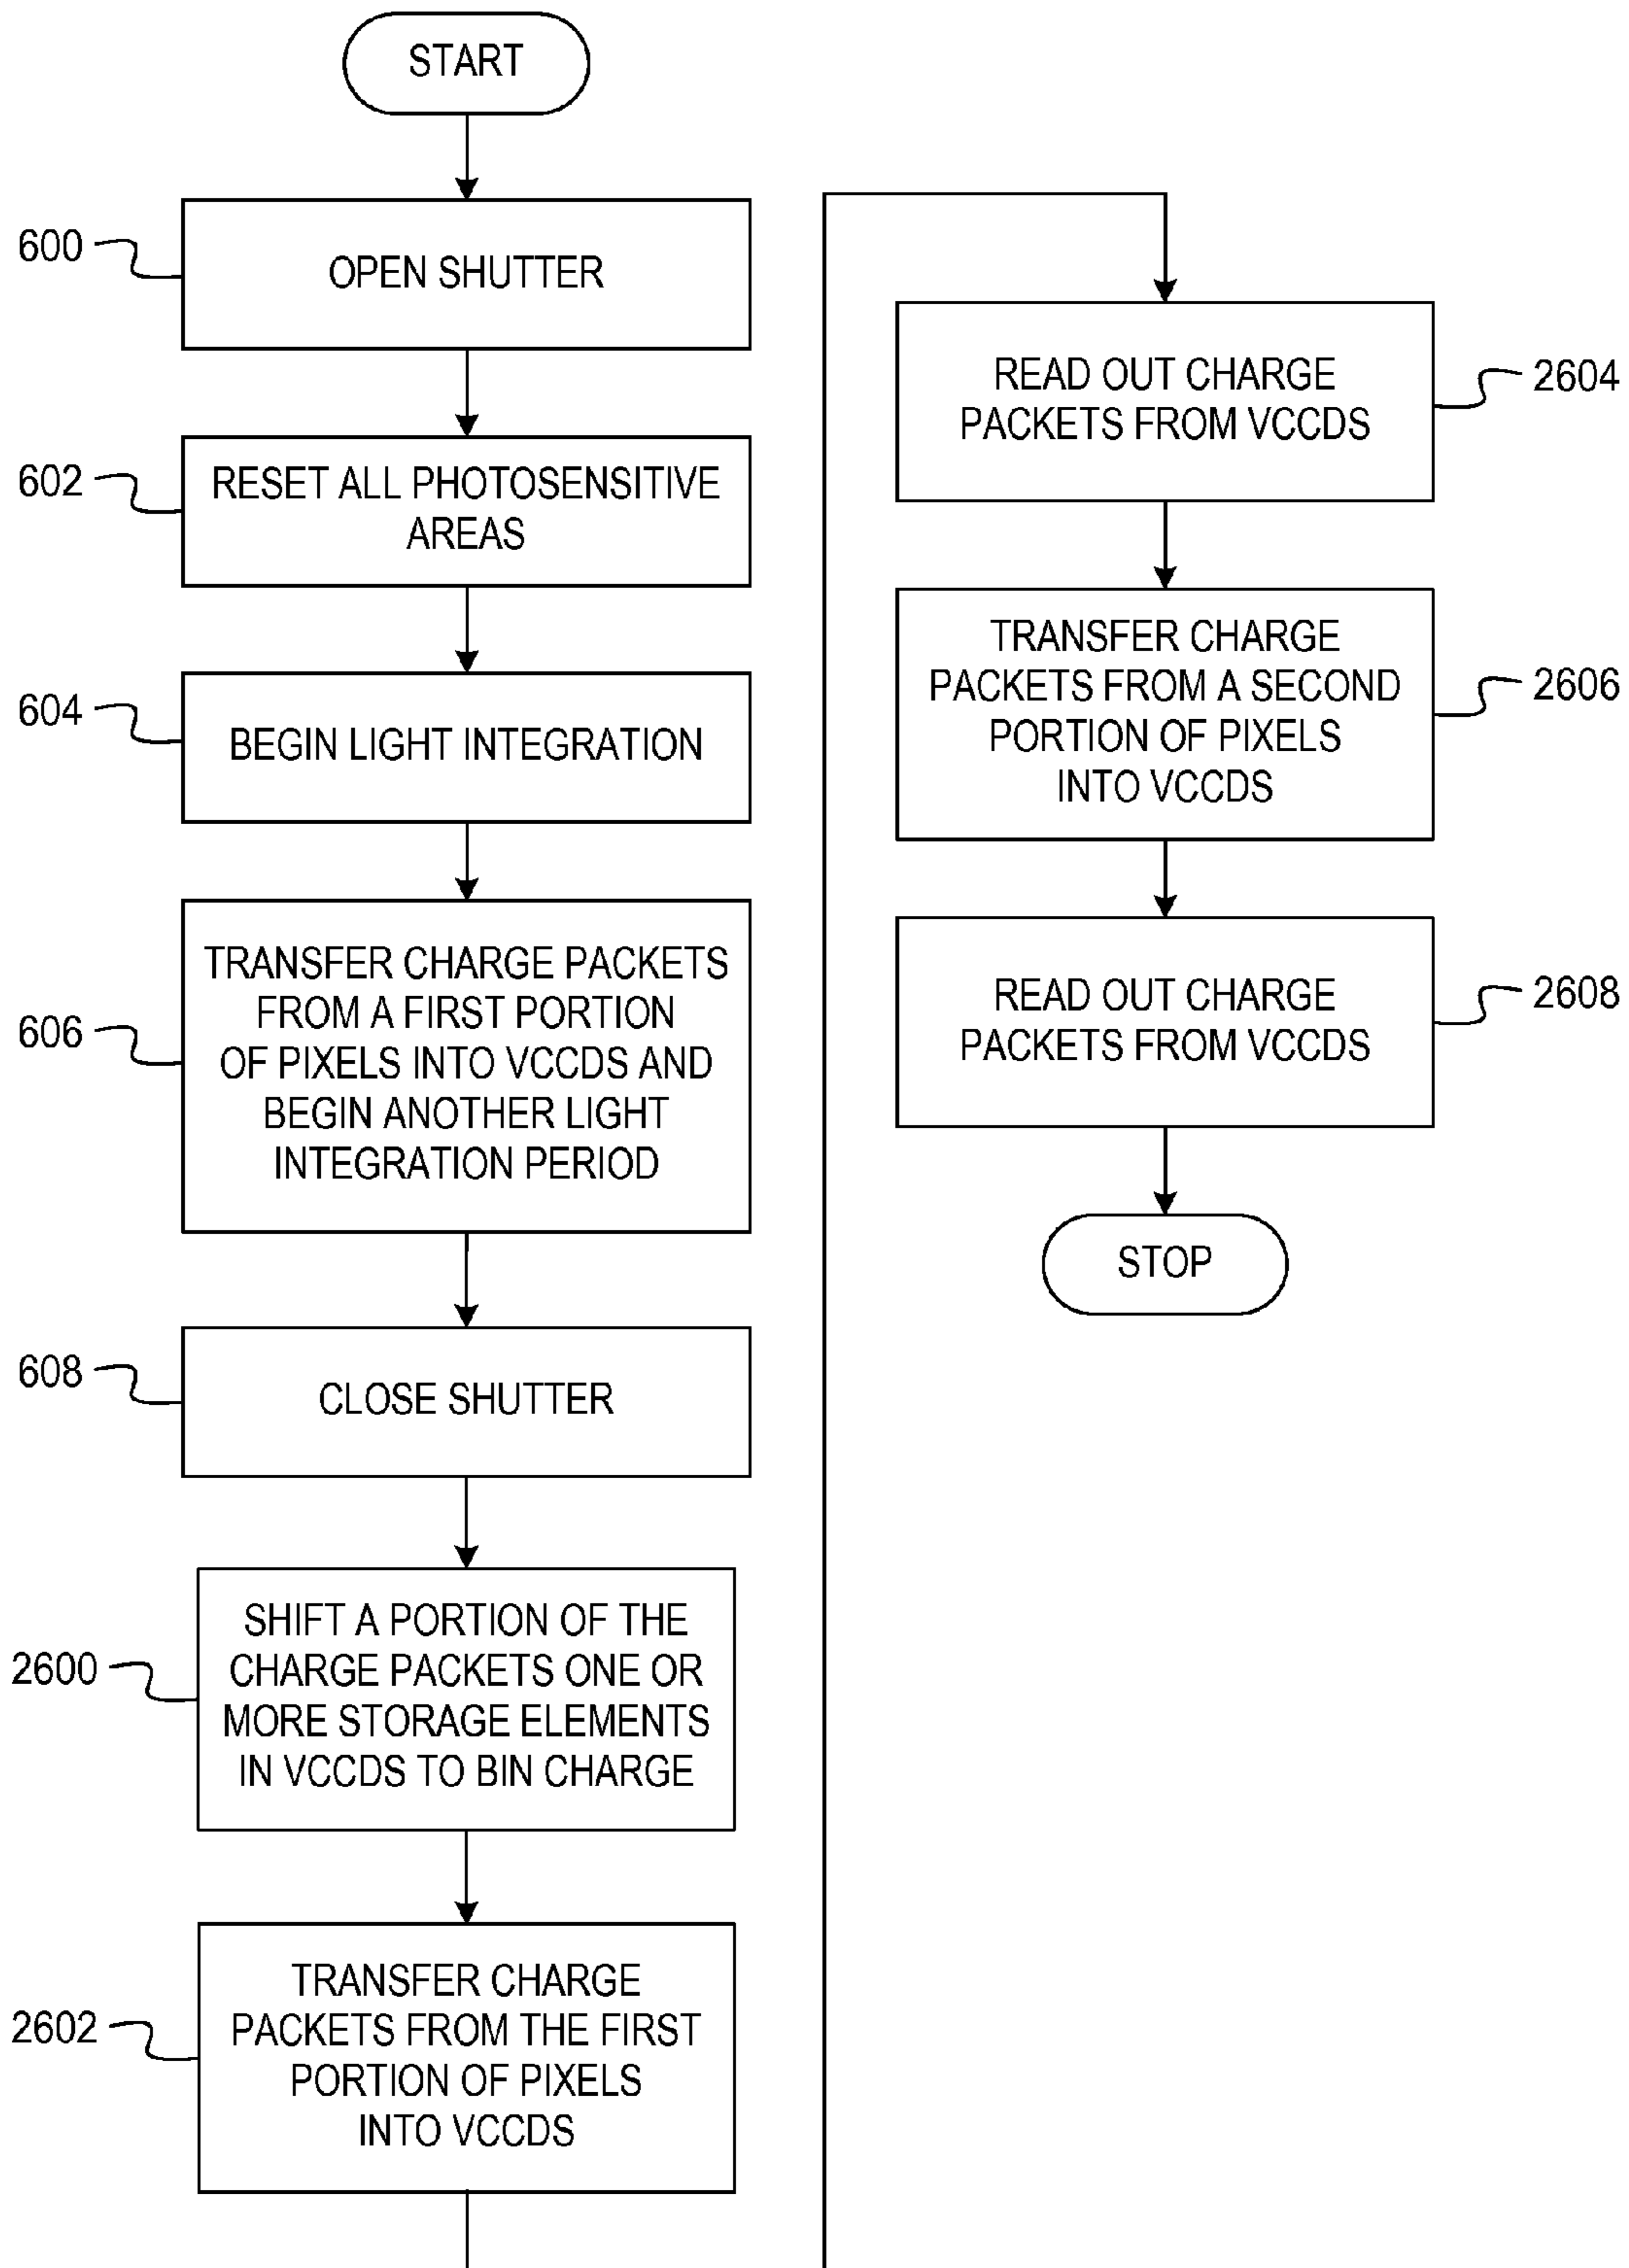 START
600
OPEN SHUTTER
602
RESET ALL PHOTOSENSITIVE
AREAS
604
BEGIN LIGHT INTEGRATION
606
TRANSFER CHARGE PACKETS
FROM A FIRST PORTION
OF PIXELS INTO VCCDS AND
BEGIN ANOTHER LIGHT
INTEGRATION PERIOD
608
CLOSE SHUTTER
2600
SHIFT A PORTION OF THE
CHARGE PACKETS ONE OR
MORE STORAGE ELEMENTS
IN VCCDS TO BIN CHARGE
2602
TRANSFER CHARGE
PACKETS FROM THE FIRST
PORTION OF PIXELS
INTO VCCDS
READ OUT CHARGE
PACKETS FROM VCCDS
2604
TRANSFER CHARGE
PACKETS FROM A SECOND
PORTION OF PIXELS
INTO VCCDS
2606
READ OUT CHARGE
PACKETS FROM VCCDS
2608
STOP